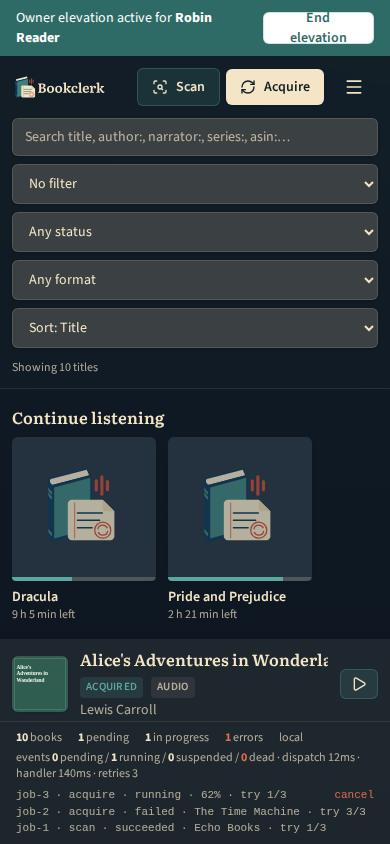 Owner elevation active for Robin
Reader
End
elevation
Bookclerk
Scan
Acquire
Search title, author:, narrator:, series:, asin:…
No filter
Any status
Any format
Sort: Title
Showing 10 titles
Continue listening
Dracula
9 h 5 min left
Pride and Prejudice
2 h 21 min left
Alice's
Adventures in
Wonderland
Alice's Adventures in Wonderla
ACQUIRED AUDIO
Lewis Carroll
10 books 1 pending 1 in progress 1 errors local
events 0 pending / 1 running / 0 suspended / 0 dead · dispatch 12ms ·
handler 140ms · retries 3
job-3 · acquire · running · 62% · try 1/3 cancel
job-2 · acquire · failed · The Time Machine · try 3/3
job-1 · scan · succeeded · Echo Books · try 1/3